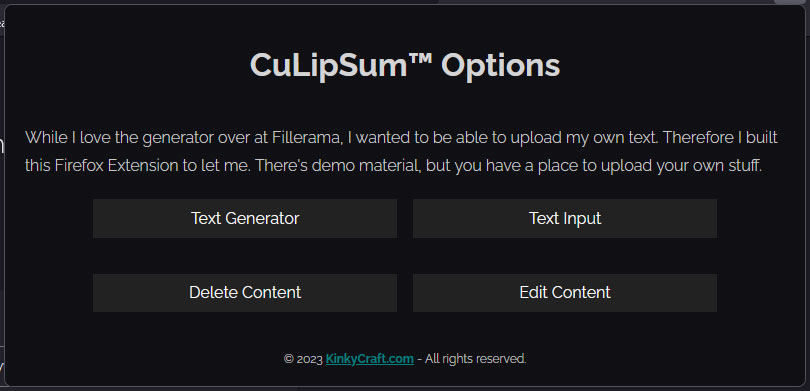 CuLipSum™ Options
While I love the generator over at Fillerama, I wanted to be able to upload my own text. Therefore I built
this Firefox Extension to let me. There's demo material, but you have a place to upload your own stuff.
Text Generator
Text Input
Delete Content
Edit Content
© 2023 KinkyCraft.com - All rights reserved.